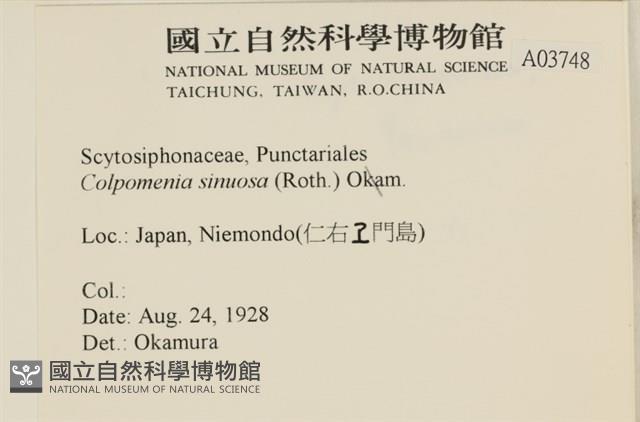 國立自然科學博物館
NATIONAL MUSEUM OF NATURAL SCIENCE
TAICHUNG, TAIWAN, R.O.CHINA
A03748
Scytosiphonaceae, Punctariales
Colpomenia sinuosa (Roth.) Okam.
Loc.: Japan, Niemondo(仁右ヱ門島)
Col.:
Date: Aug. 24, 1928
Det.: Okamura
國立自然科學博物館
NATIONAL MUSEUM OF NATURAL SCIENCE